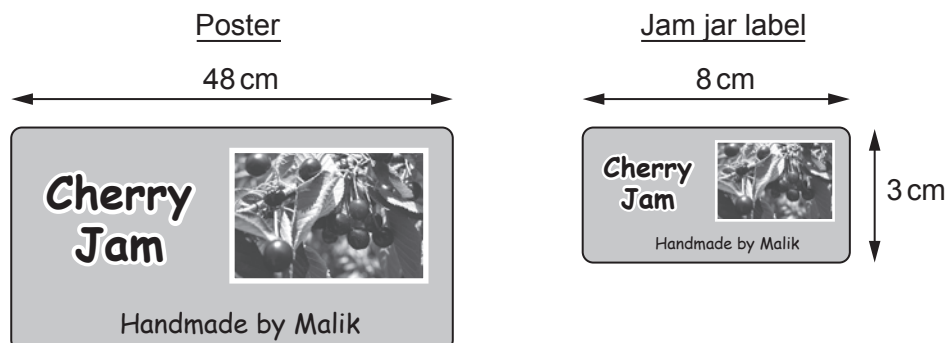 Poster
48 cm
Cherry
Jam
Handmade by Malik
Jam jar label
8 cm
Cherry
Jam
Handmade by Malik
3 cm